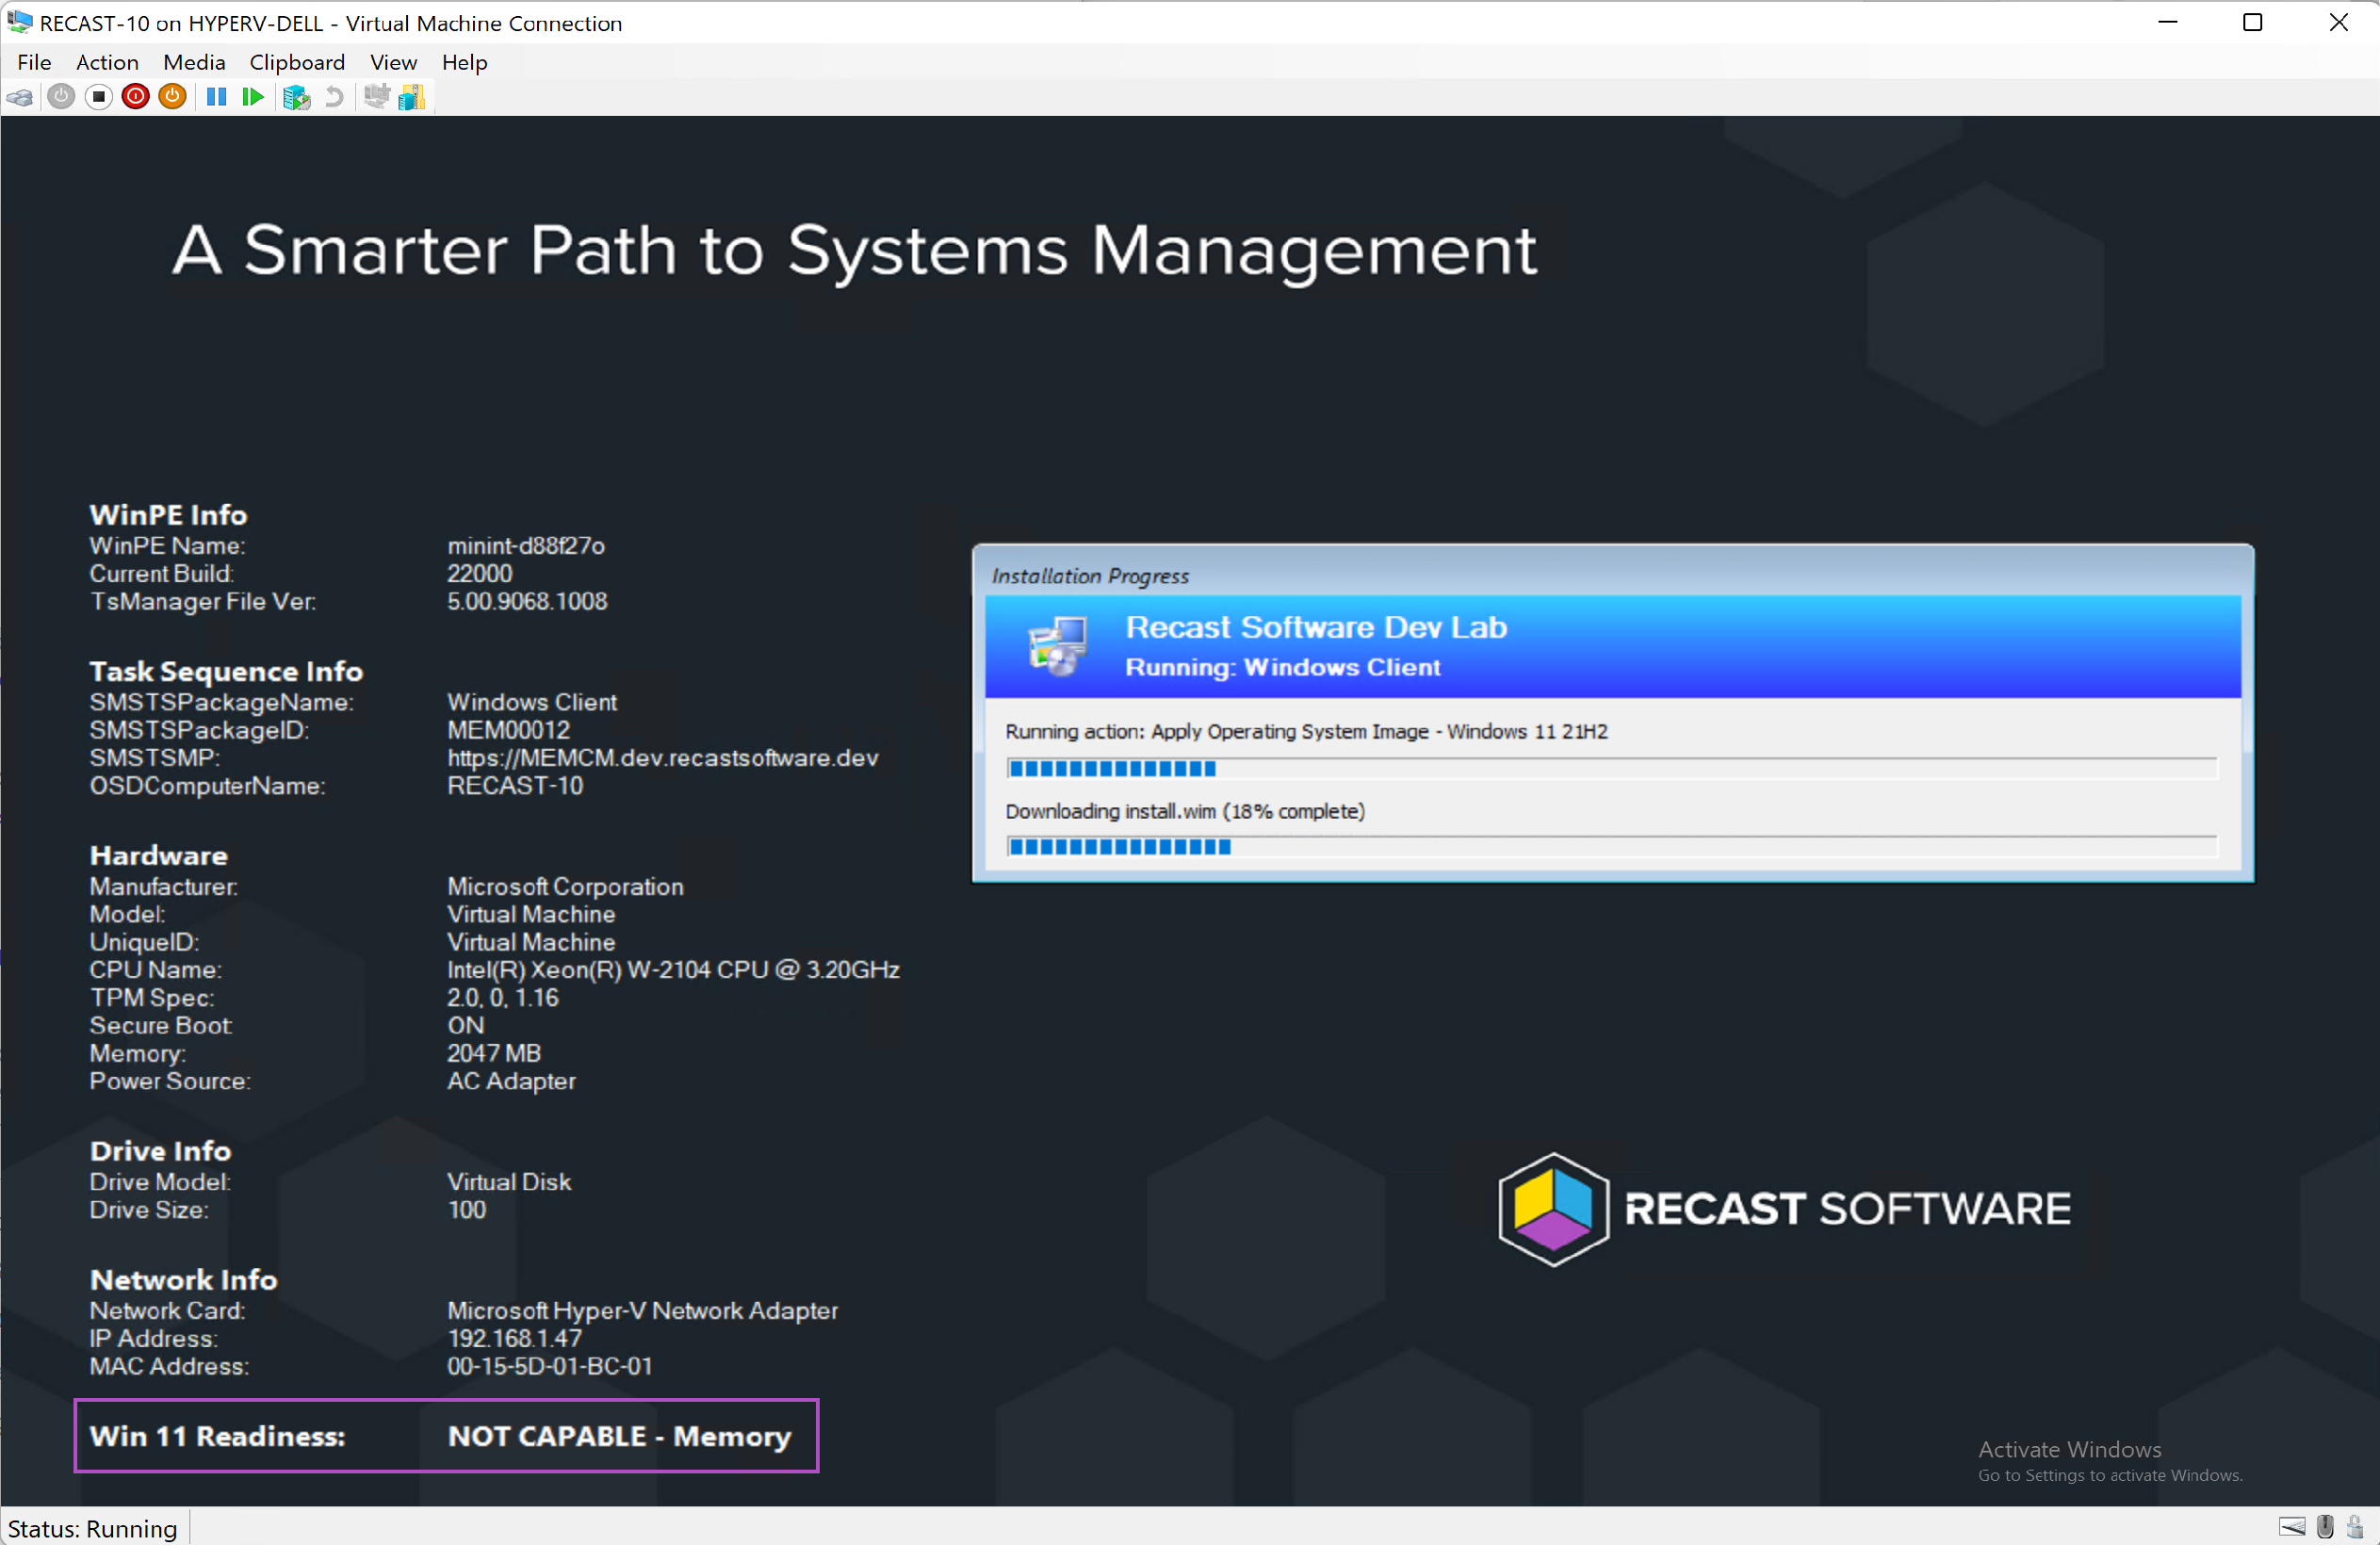 RECAST-10 on HYPERV-DELL - Virtual Machine Connection
File Action Media Clipboard View Help
A Smarter Path to Systems Management
WinPE Info
WinPE Name: minint-d88f27o
Current Build: 22000
TsManager File Ver: 5.00.9068.1008
Task Sequence Info
SMSTSPackageName: Windows Client
SMSTSPackageID: MEM00012
SMSTSMP: https://MEMCM.dev.recastsoftware.dev
OSDComputerName: RECAST-10
Hardware
Manufacturer: Microsoft Corporation
Model: Virtual Machine
UniqueID: Virtual Machine
CPU Name: Intel(R) Xeon(R) W-2104 CPU @ 3.20GHz
TPM Spec: 2.0, 0, 1.16
Secure Boot: ON
Memory: 2047 MB
Power Source: AC Adapter
Drive Info
Drive Model: Virtual Disk
Drive Size: 100
Network Info
Network Card: Microsoft Hyper-V Network Adapter
IP Address: 192.168.1.47
MAC Address: 00-15-5D-01-BC-01
Win 11 Readiness: NOT CAPABLE - Memory
Installation Progress
Recast Software Dev Lab
Running: Windows Client
Running action: Apply Operating System Image - Windows 11 21H2
Downloading install.wim (18% complete)
RECAST SOFTWARE
Activate Windows
Go to Settings to activate Windows.
Status: Running